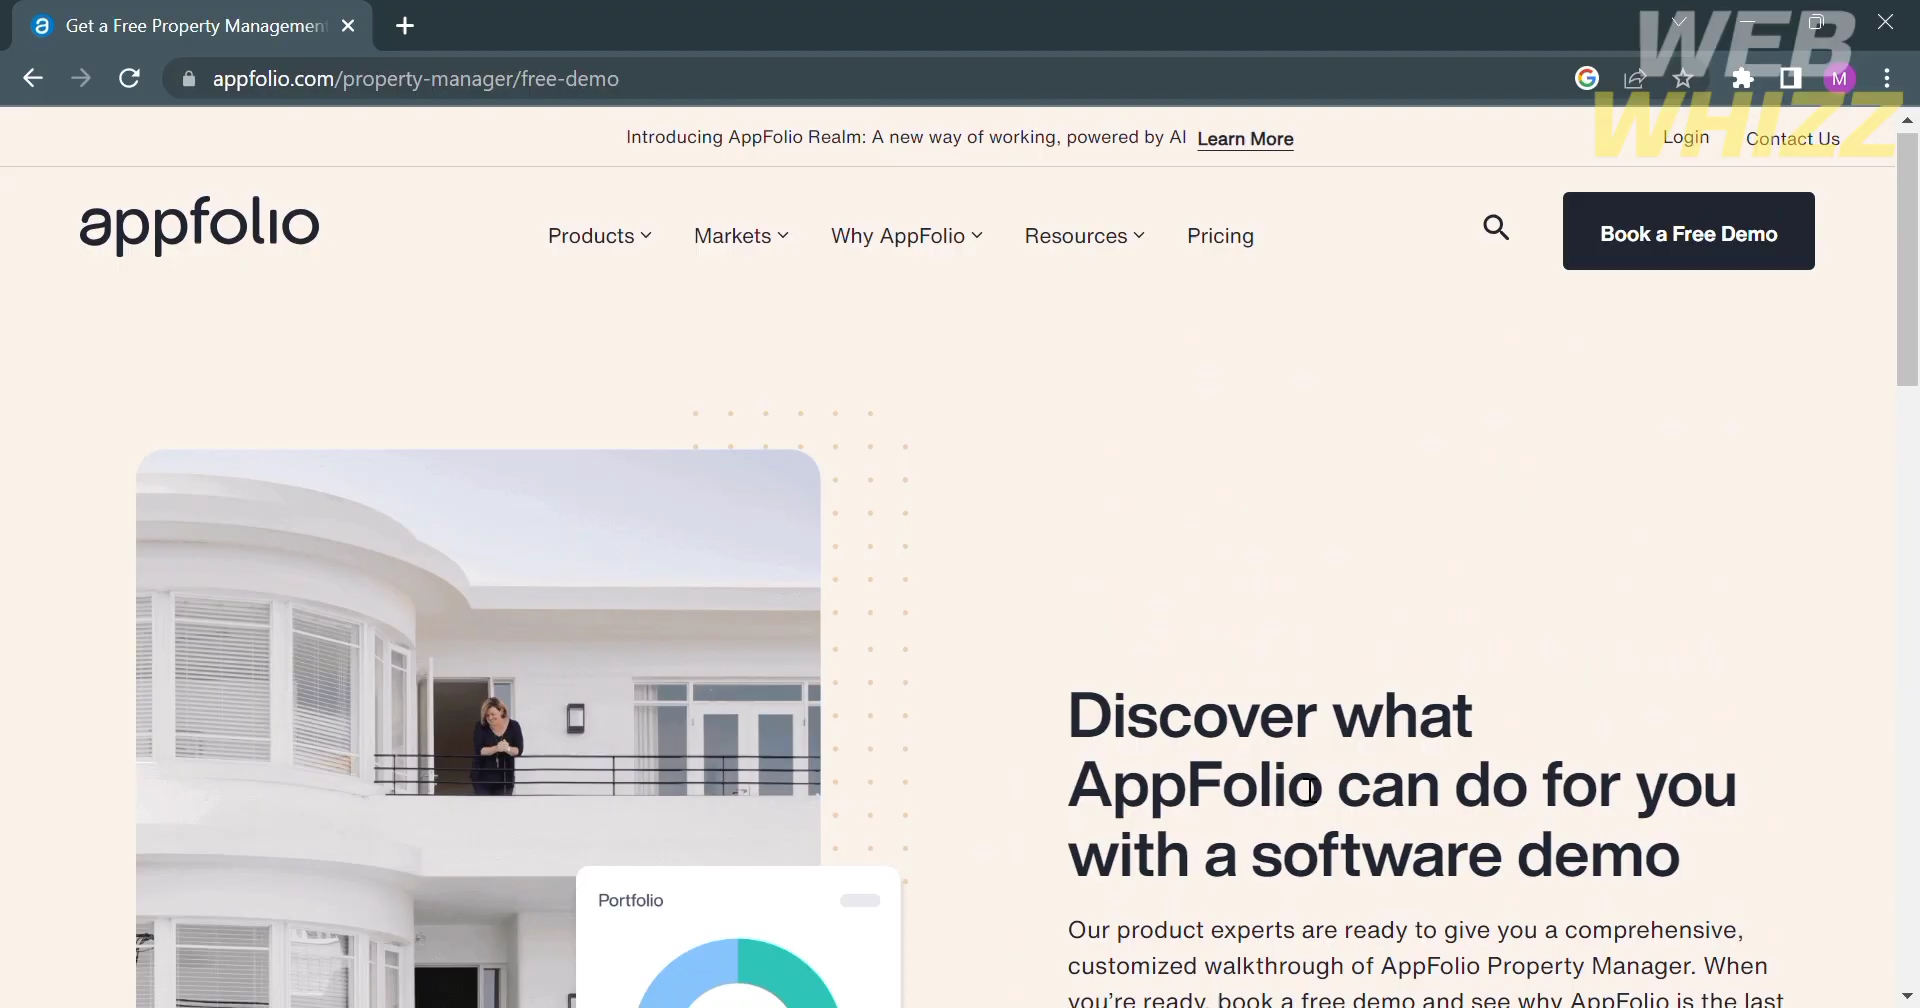 Get a Free Property Managemen
appfolio.com/property-manager/free-demo
M
WEB
WHIZZ
Introducing AppFolio Realm: A new way of working, powered by AI Learn More
Login Contact Us
appfolio
Products Markets Why AppFolio Resources Pricing
Book a Free Demo
Discover what
AppFolio can do for you
with a software demo
Portfolio
Our product experts are ready to give you a comprehensive,
customized walkthrough of AppFolio Property Manager. When
you're ready, book a free demo and see why AppFolio is the last